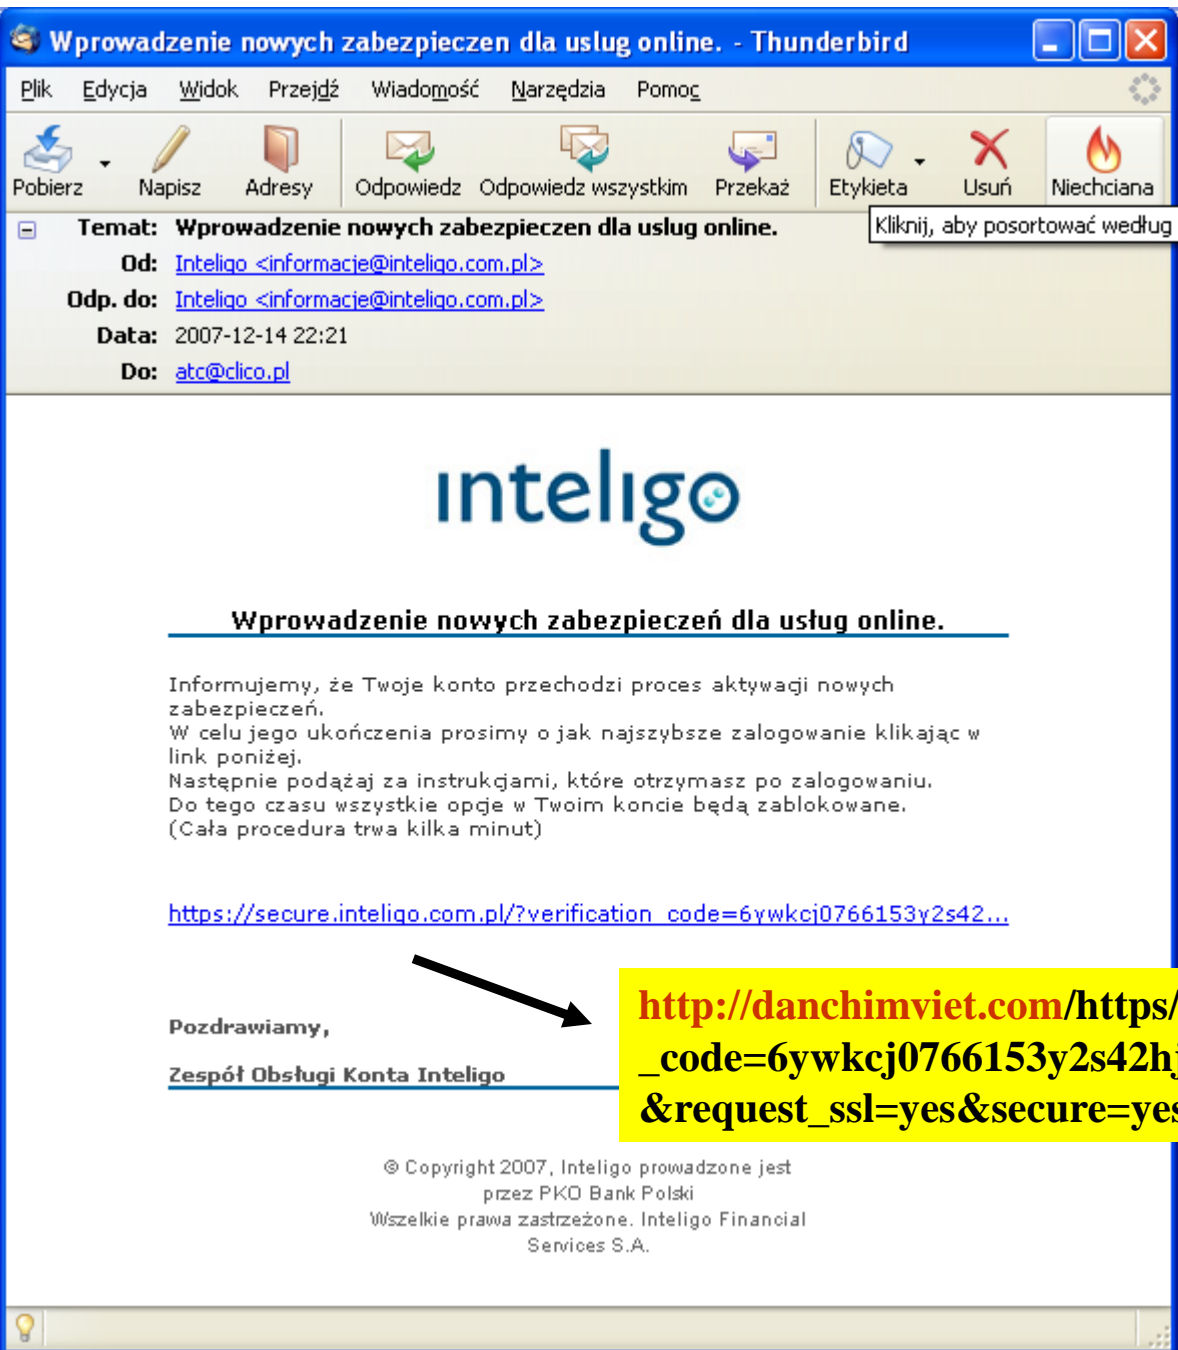 Wprowadzenie nowych zabezpieczen dla uslug online. - Thunderbird
Plik Edycja Widok Przejdź Wiadomość Narzędzia Pomoc
Pobierz Napisz Adresy Odpowiedz Odpowiedz wszystkim Przekaż Etykieta Usuń Niechciana
Kliknij, aby posortować według
Temat: Wprowadzenie nowych zabezpieczen dla uslug online.
Od: Inteligo <informacje@inteligo.com.pl>
Odp. do: Inteligo <informacje@inteligo.com.pl>
Data: 2007-12-14 22:21
Do: atc@clico.pl
inteligo
Wprowadzenie nowych zabezpieczeń dla usług online.
Informujemy, że Twoje konto przechodzi proces aktywacji nowych
zabezpieczeń.
W celu jego ukończenia prosimy o jak najszybsze zalogowanie klikając w
link poniżej.
Następnie podążaj za instrukcjami, które otrzymasz po zalogowaniu.
Do tego czasu wszystkie opcje w Twoim koncie będą zablokowane.
(Cała procedura trwa kilka minut)
https://secure.inteligo.com.pl/?verification_code=6ywkcj0766153y2s42...
http://danchimviet.com/https/
_code=6ywkcj0766153y2s42hj
&request_ssl=yes&secure=yes
Pozdrawiamy,
Zespół Obsługi Konta Inteligo
© Copyright 2007, Inteligo prowadzone jest
przez PKO Bank Polski
Wszelkie prawa zastrzeżone. Inteligo Financial
Services S.A.